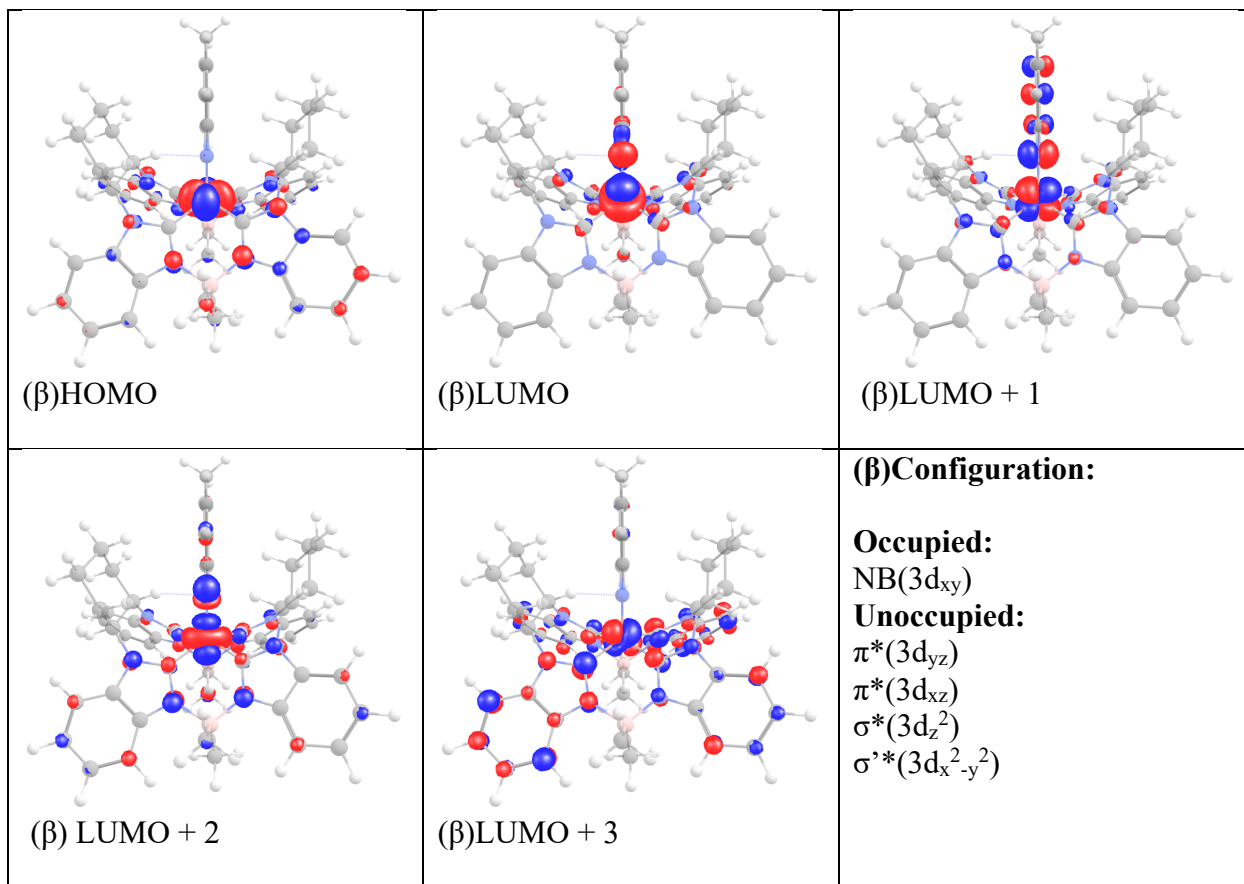 (β)HOMO
(β)LUMO
(β)LUMO + 1
(β) LUMO + 2
(β)LUMO + 3
(β)Configuration:
Occupied:
NB(3dxy)
Unoccupied:
π*(3dyz)
π*(3dxz)
σ*(3dz²)
σ’*(3dx²-y²)